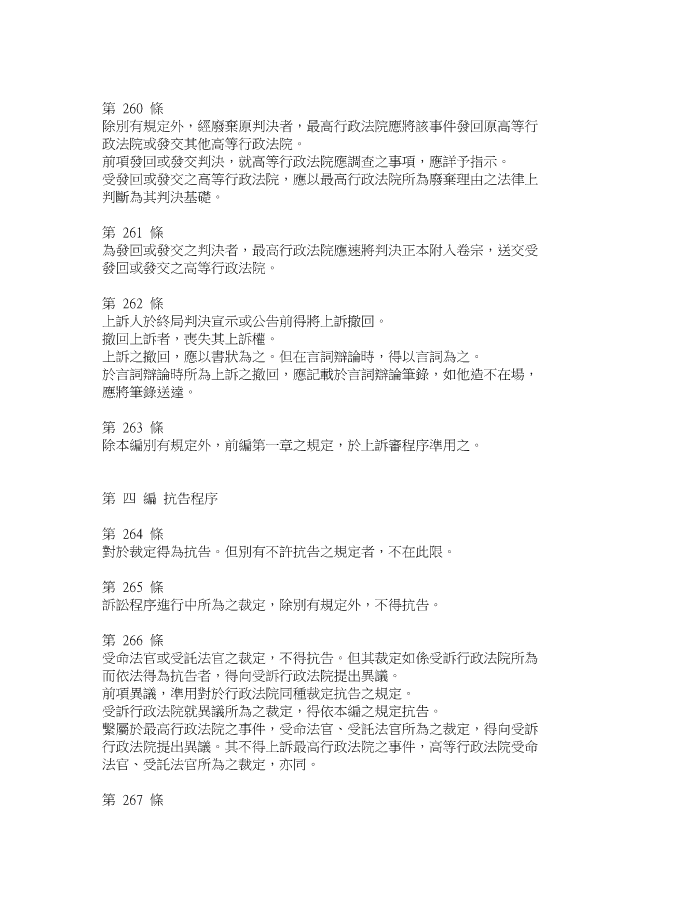 第 260 條
除別有規定外，經廢棄原判決者，最高行政法院應將該事件發回原高等行
政法院或發交其他高等行政法院。
前項發回或發交判決，就高等行政法院應調查之事項，應詳予指示。
受發回或發交之高等行政法院，應以最高行政法院所為廢棄理由之法律上
判斷為其判決基礎。
第 261 條
為發回或發交之判決者，最高行政法院應速將判決正本附入卷宗，送交受
發回或發交之高等行政法院。
第 262 條
上訴人於終局判決宣示或公告前得將上訴撤回。
撤回上訴者，喪失其上訴權。
上訴之撤回，應以書狀為之。但在言詞辯論時，得以言詞為之。
於言詞辯論時所為上訴之撤回，應記載於言詞辯論筆錄，如他造不在場，
應將筆錄送達。
第 263 條
除本編別有規定外，前編第一章之規定，於上訴審程序準用之。
第 四 編 抗告程序
第 264 條
對於裁定得為抗告。但別有不許抗告之規定者，不在此限。
第 265 條
訴訟程序進行中所為之裁定，除別有規定外，不得抗告。
第 266 條
受命法官或受託法官之裁定，不得抗告。但其裁定如係受訴行政法院所為
而依法得為抗告者，得向受訴行政法院提出異議。
前項異議，準用對於行政法院同種裁定抗告之規定。
受訴行政法院就異議所為之裁定，得依本編之規定抗告。
繫屬於最高行政法院之事件，受命法官、受託法官所為之裁定，得向受訴
行政法院提出異議。其不得上訴最高行政法院之事件，高等行政法院受命
法官、受託法官所為之裁定，亦同。
第 267 條